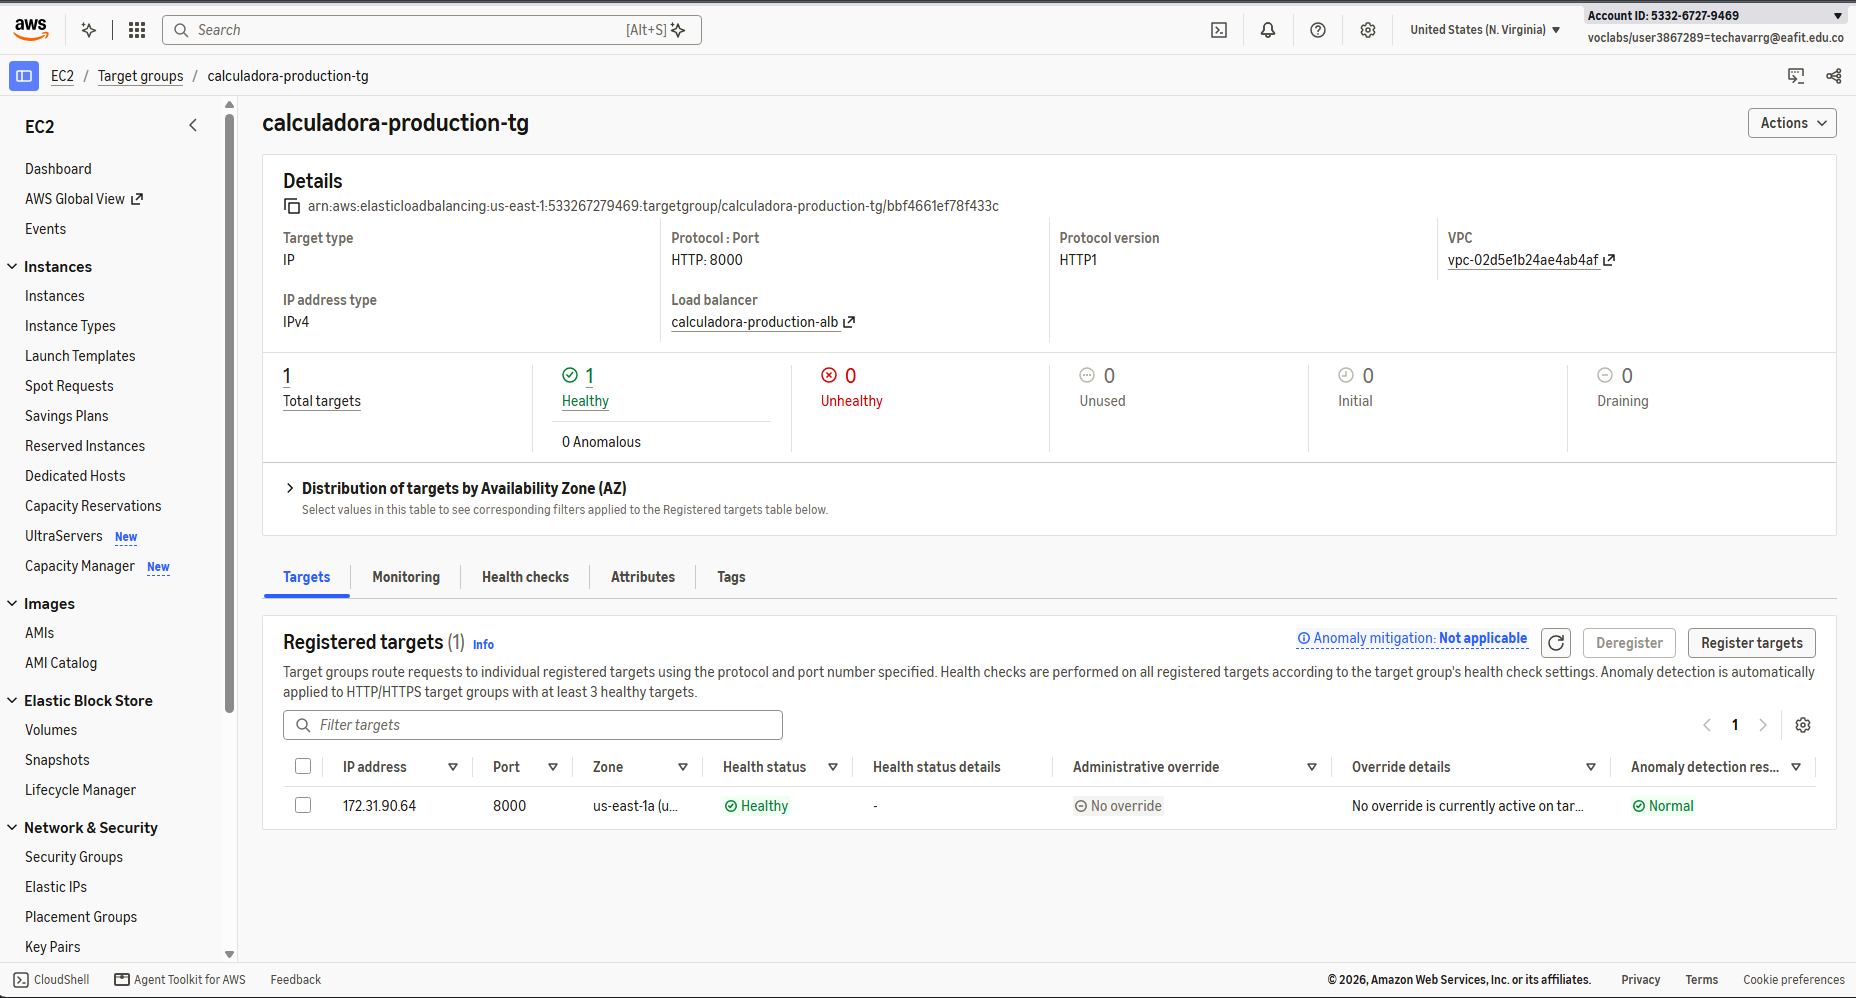 aws
Search
[Alt+S]
United States (N. Virginia)
Account ID: 5332-6727-9469
voclabs/user3867289=techavarrg@eafit.edu.co
EC2 / Target groups / calculadora-production-tg
EC2
Dashboard
AWS Global View
Events
Instances
Instances
Instance Types
Launch Templates
Spot Requests
Savings Plans
Reserved Instances
Dedicated Hosts
Capacity Reservations
UltraServers New
Capacity Manager New
Images
AMIs
AMI Catalog
Elastic Block Store
Volumes
Snapshots
Lifecycle Manager
Network & Security
Security Groups
Elastic IPs
Placement Groups
Key Pairs
calculadora-production-tg
Actions
Details
arn:aws:elasticloadbalancing:us-east-1:533267279469:targetgroup/calculadora-production-tg/bbf4661ef78f433c
Target type
IP
Protocol : Port
HTTP: 8000
Protocol version
HTTP1
VPC
vpc-02d5e1b24ae4ab4af
IP address type
IPv4
Load balancer
calculadora-production-alb
1
Total targets
1
Healthy
0 Anomalous
0
Unhealthy
0
Unused
0
Initial
0
Draining
Distribution of targets by Availability Zone (AZ)
Select values in this table to see corresponding filters applied to the Registered targets table below.
Targets
Monitoring
Health checks
Attributes
Tags
Registered targets (1) Info
Anomaly mitigation: Not applicable
Deregister
Register targets
Target groups route requests to individual registered targets using the protocol and port number specified. Health checks are performed on all registered targets according to the target group's health check settings. Anomaly detection is automatically
applied to HTTP/HTTPS target groups with at least 3 healthy targets.
Filter targets
1
IP address Port Zone Health status Health status details Administrative override Override details Anomaly detection res...
172.31.90.64 8000 us-east-1a (u... Healthy - No override No override is currently active on tar... Normal
CloudShell
Agent Toolkit for AWS
Feedback
© 2026, Amazon Web Services, Inc. or its affiliates.
Privacy
Terms
Cookie preferences